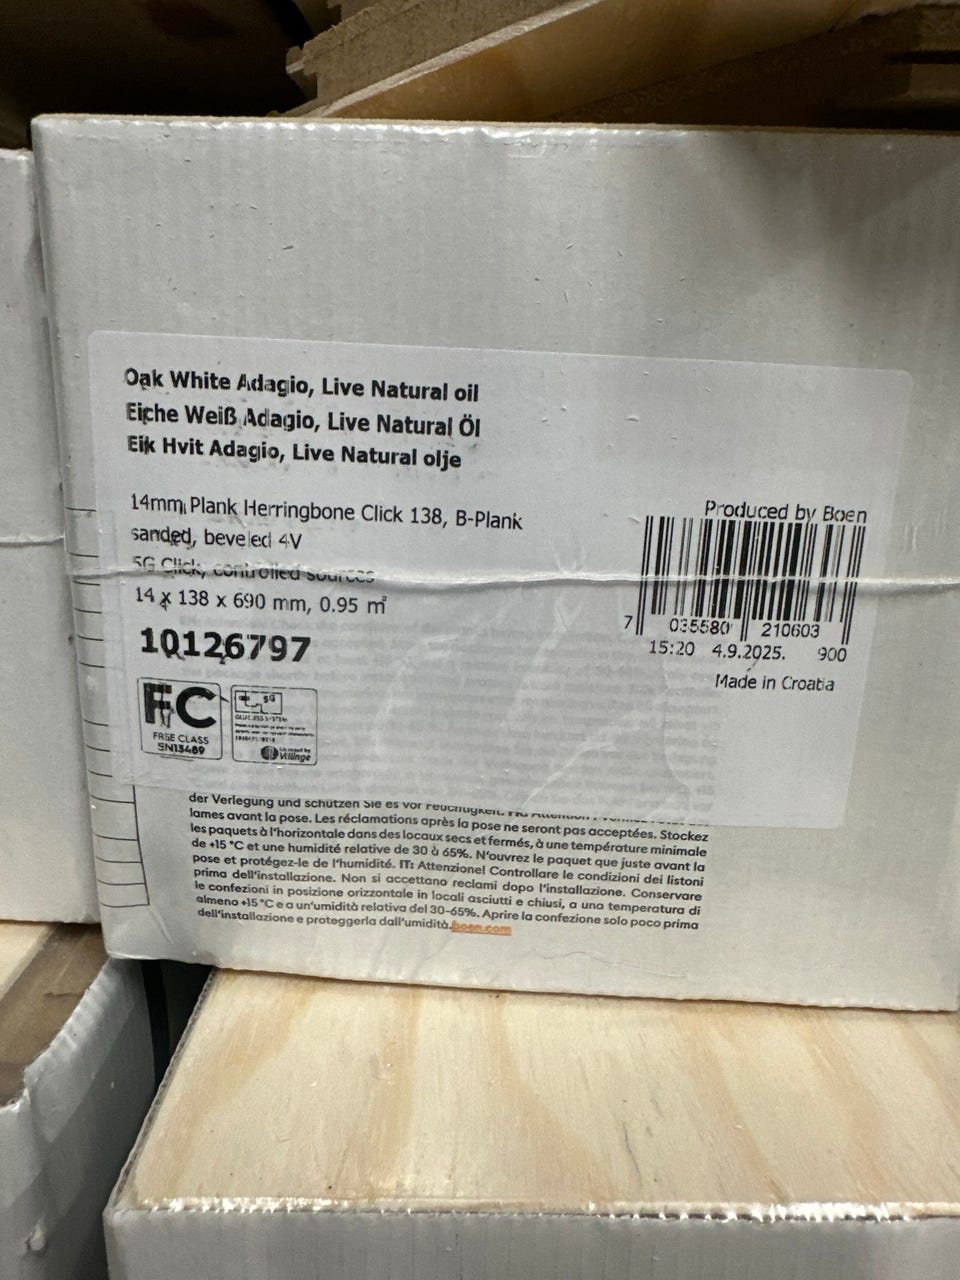 Oak White Adagio, Live Natural oil
Eiche Weiß Adagio, Live Natural Öl
Eik Hvit Adagio, Live Natural olje
14mm Plank Herringbone Click 138, B-Plank
sanded, beveled 4V
5G Click, controlled sources
14 x 138 x 690 mm, 0.95 m²
10126797
Produced by Boen
7 035580 210603
15:20 4.9.2025. 900
Made in Croatia
FC
FREE CLASS
SN13489
5G
Licensed by
Välinge
der Verlegung und schützen Sie es vor Feuchtigkeit.
lames avant la pose. Les réclamations après la pose ne seront pas acceptées. Stockez
les paquets à l'horizontale dans des locaux secs et fermés, à une température minimale
de +15 °C et une humidité relative de 30 à 65%. N'ouvrez le paquet que juste avant la
pose et protégez-le de l'humidité. IT: Attenzione! Controllare le condizioni dei listoni
prima dell'installazione. Non si accettano reclami dopo l'installazione. Conservare
le confezioni in posizione orizzontale in locali asciutti e chiusi, a una temperatura di
almeno +15 °C e a un'umidità relativa del 30-65%. Aprire la confezione solo poco prima
dell'installazione e proteggerla dall'umidità. boen.com